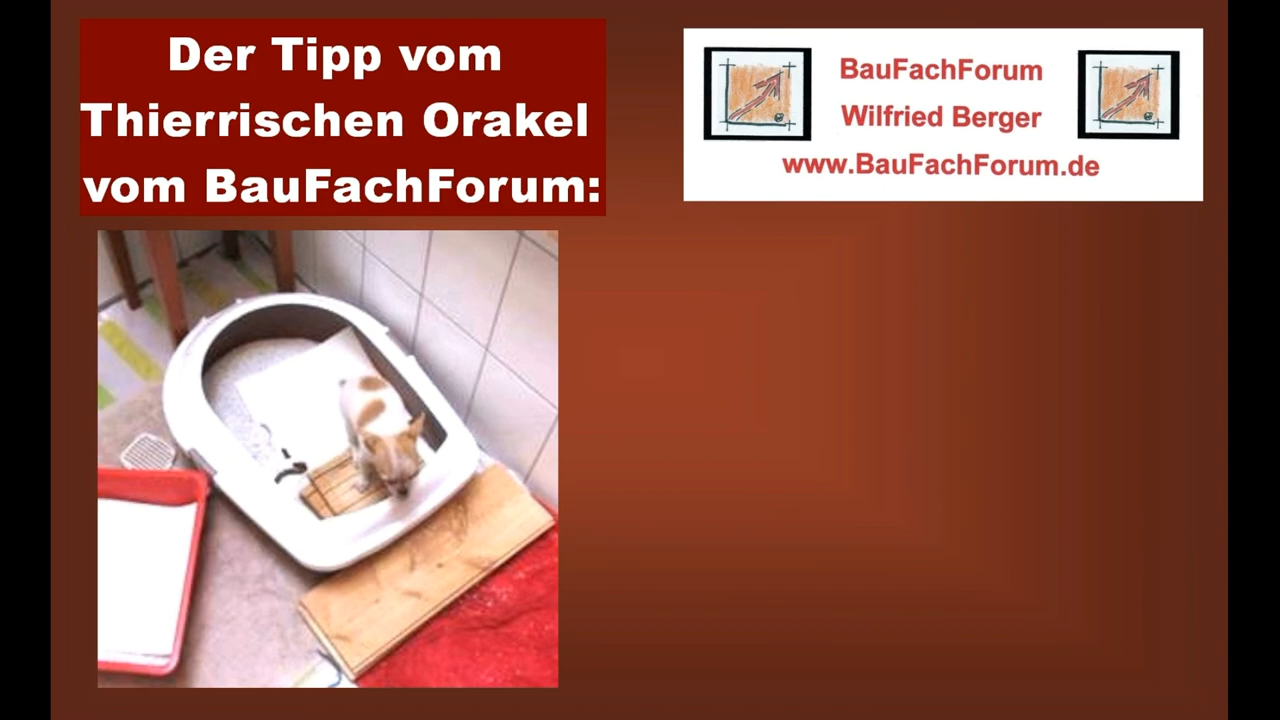 Der Tipp vom
Thierrischen Orakel
vom BauFachForum:
BauFachForum
Wilfried Berger
www.BauFachForum.de